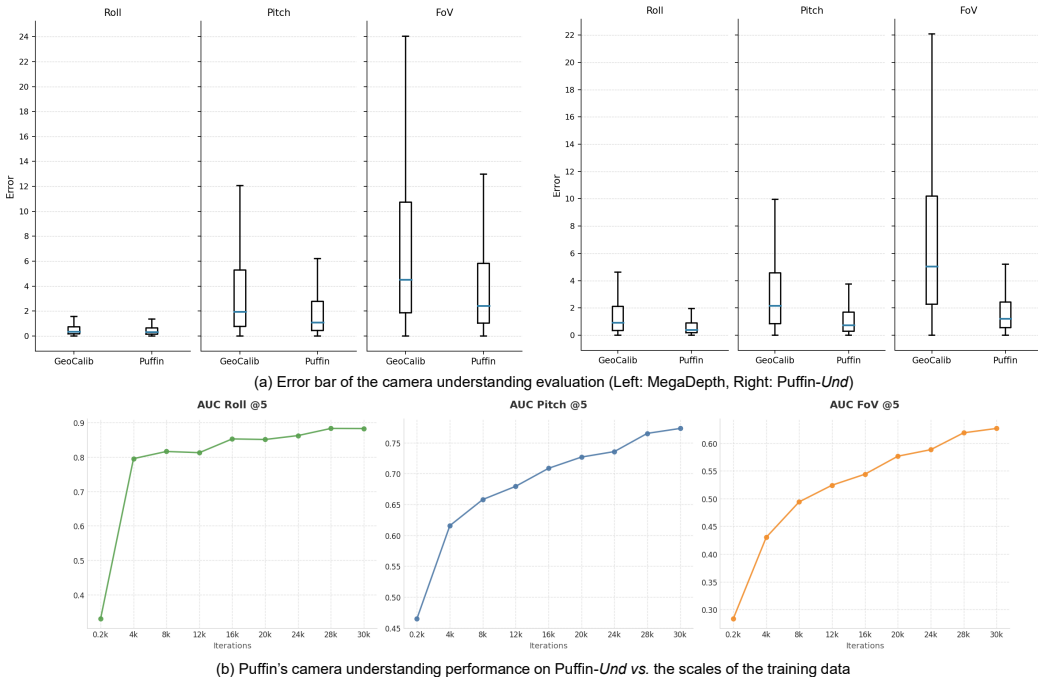 Roll Pitch FoV
Error
24
22
20
18
16
14
12
10
8
6
4
2
0
GeoCalib Puffin GeoCalib Puffin GeoCalib Puffin
Roll Pitch FoV
Error
22
20
18
16
14
12
10
8
6
4
2
0
GeoCalib Puffin GeoCalib Puffin GeoCalib Puffin
(a) Error bar of the camera understanding evaluation (Left: MegaDepth, Right: Puffin-Und)
AUC Roll @5
0.9
0.8
0.7
0.6
0.5
0.4
0.2k 4k 8k 12k 16k 20k 24k 28k 30k
Iterations
AUC Pitch @5
0.75
0.70
0.65
0.60
0.55
0.50
0.45
0.2k 4k 8k 12k 16k 20k 24k 28k 30k
Iterations
AUC FoV @5
0.60
0.55
0.50
0.45
0.40
0.35
0.30
0.2k 4k 8k 12k 16k 20k 24k 28k 30k
Iterations
(b) Puffin's camera understanding performance on Puffin-Und vs. the scales of the training data